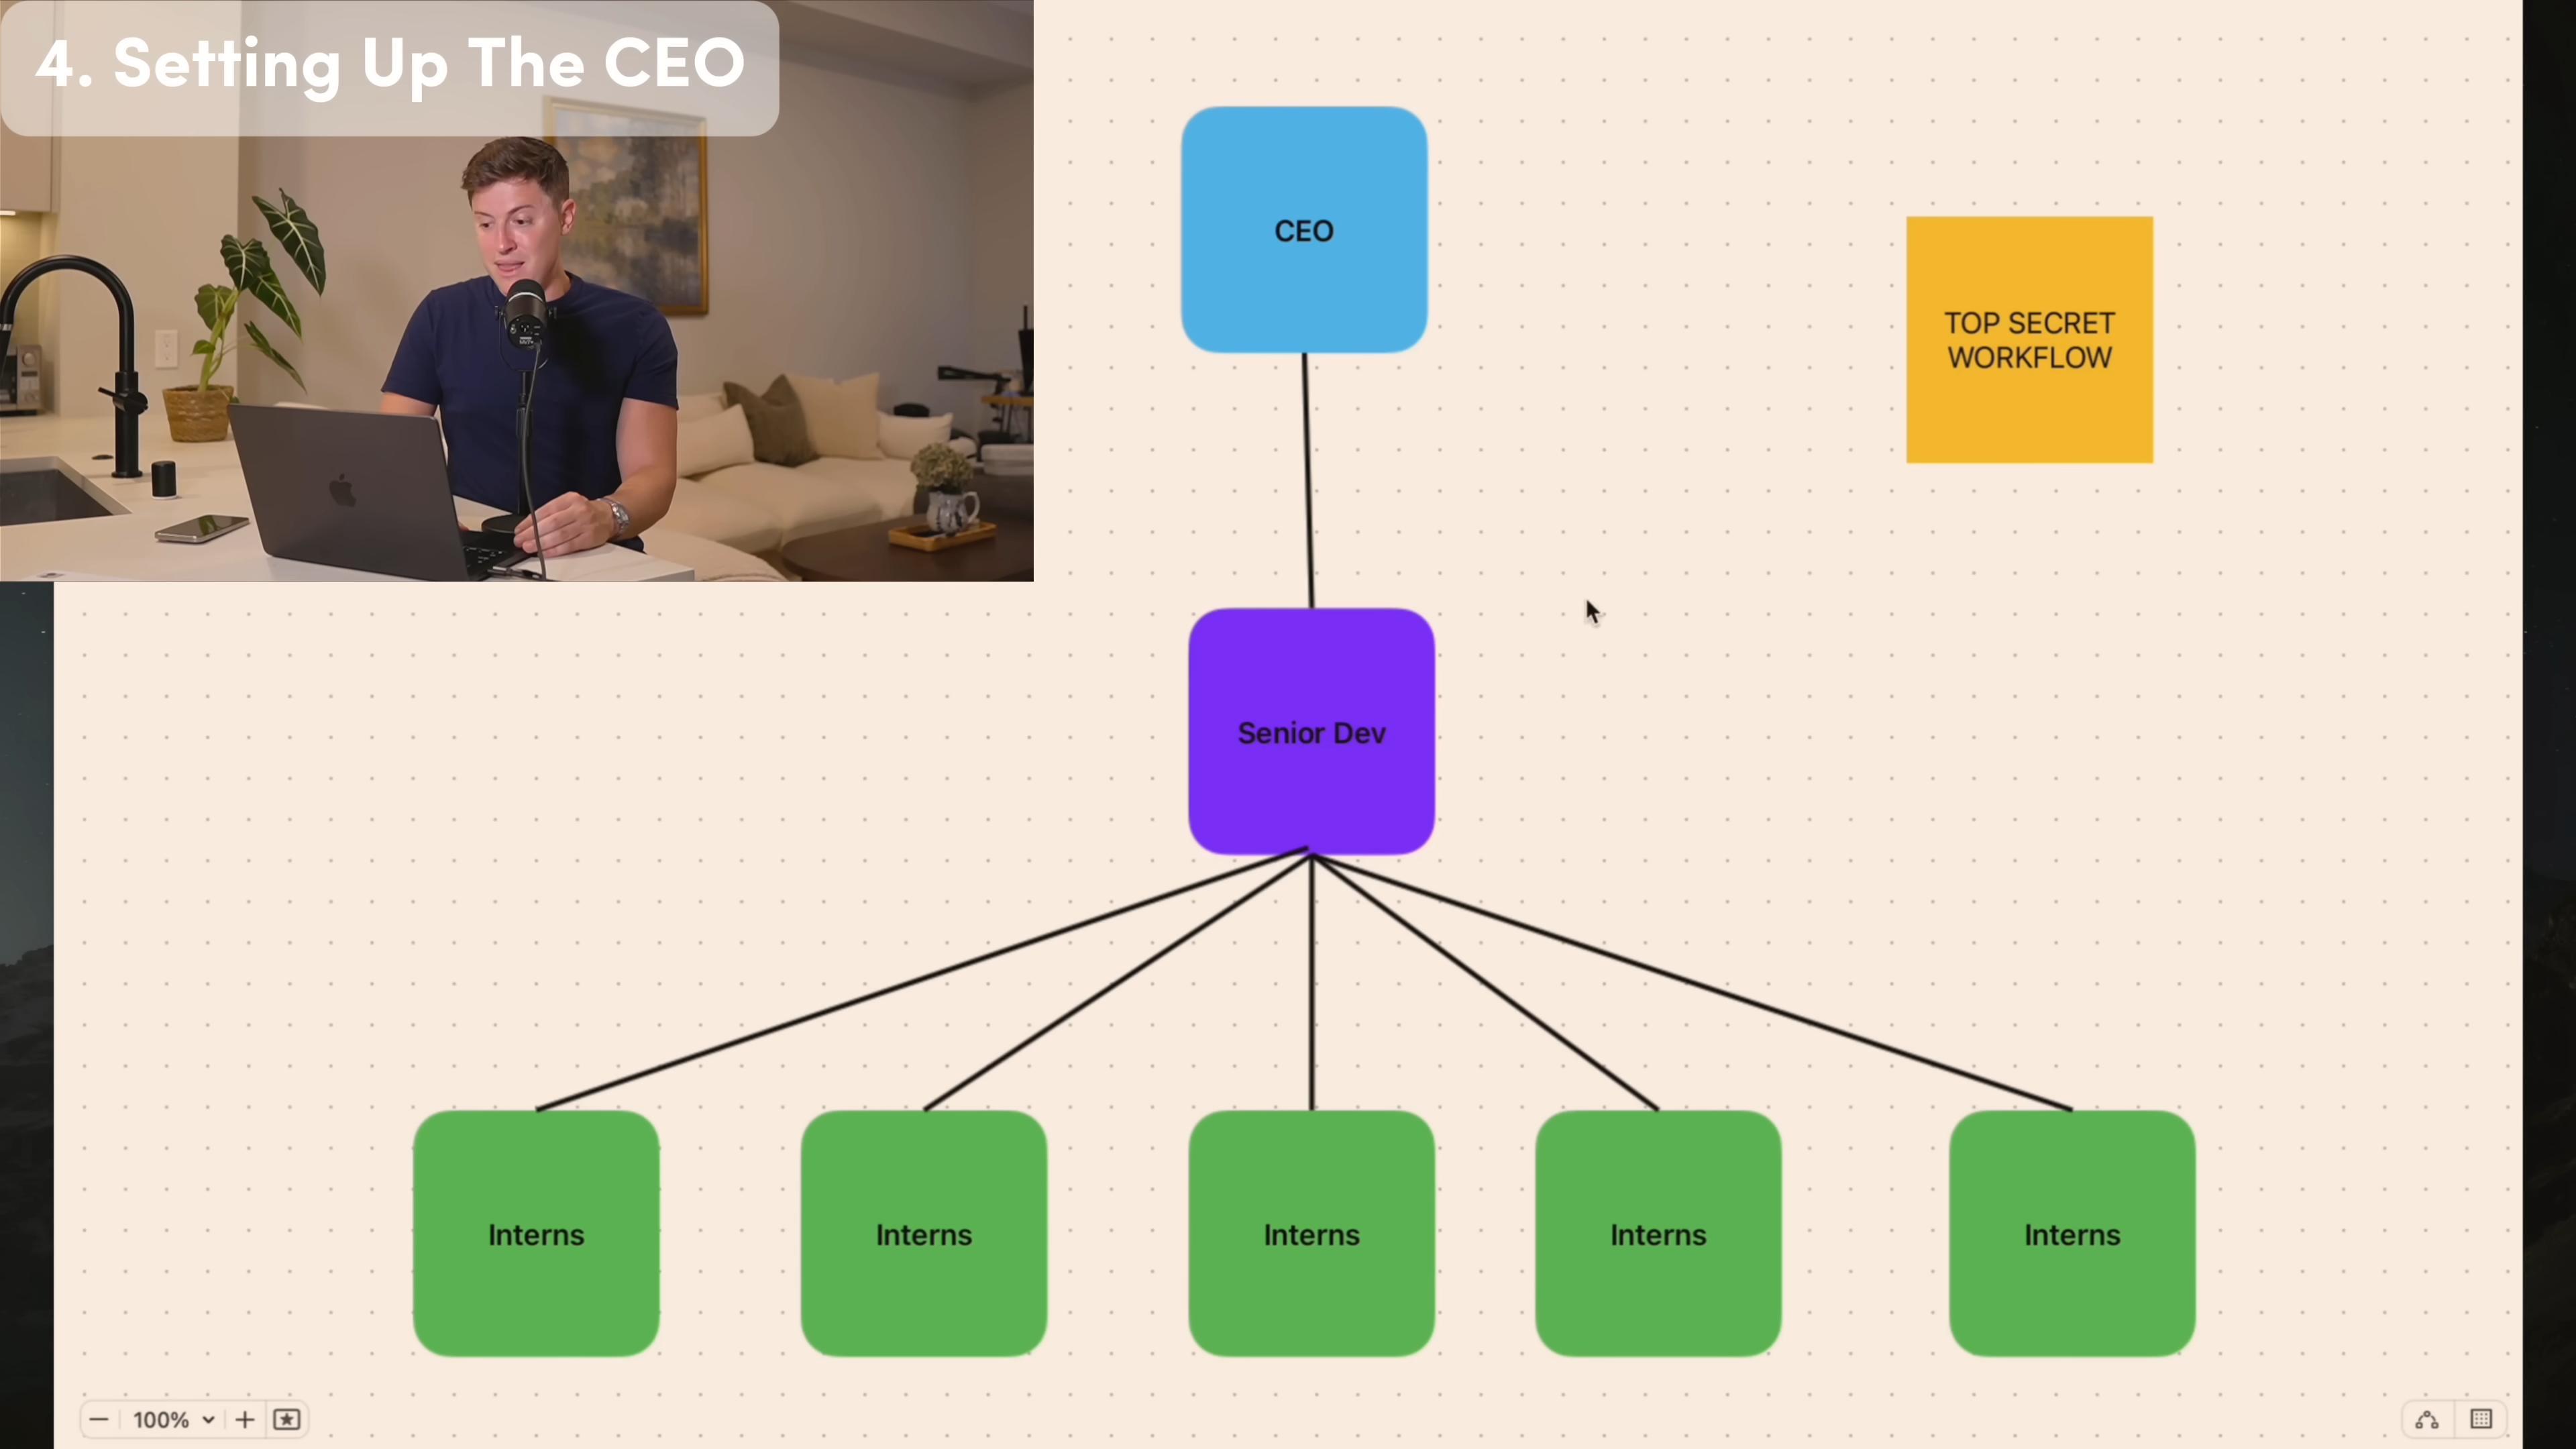 4. Setting Up The CEO
CEO
TOP SECRET
WORKFLOW
Senior Dev
Interns
Interns
Interns
Interns
Interns
100%